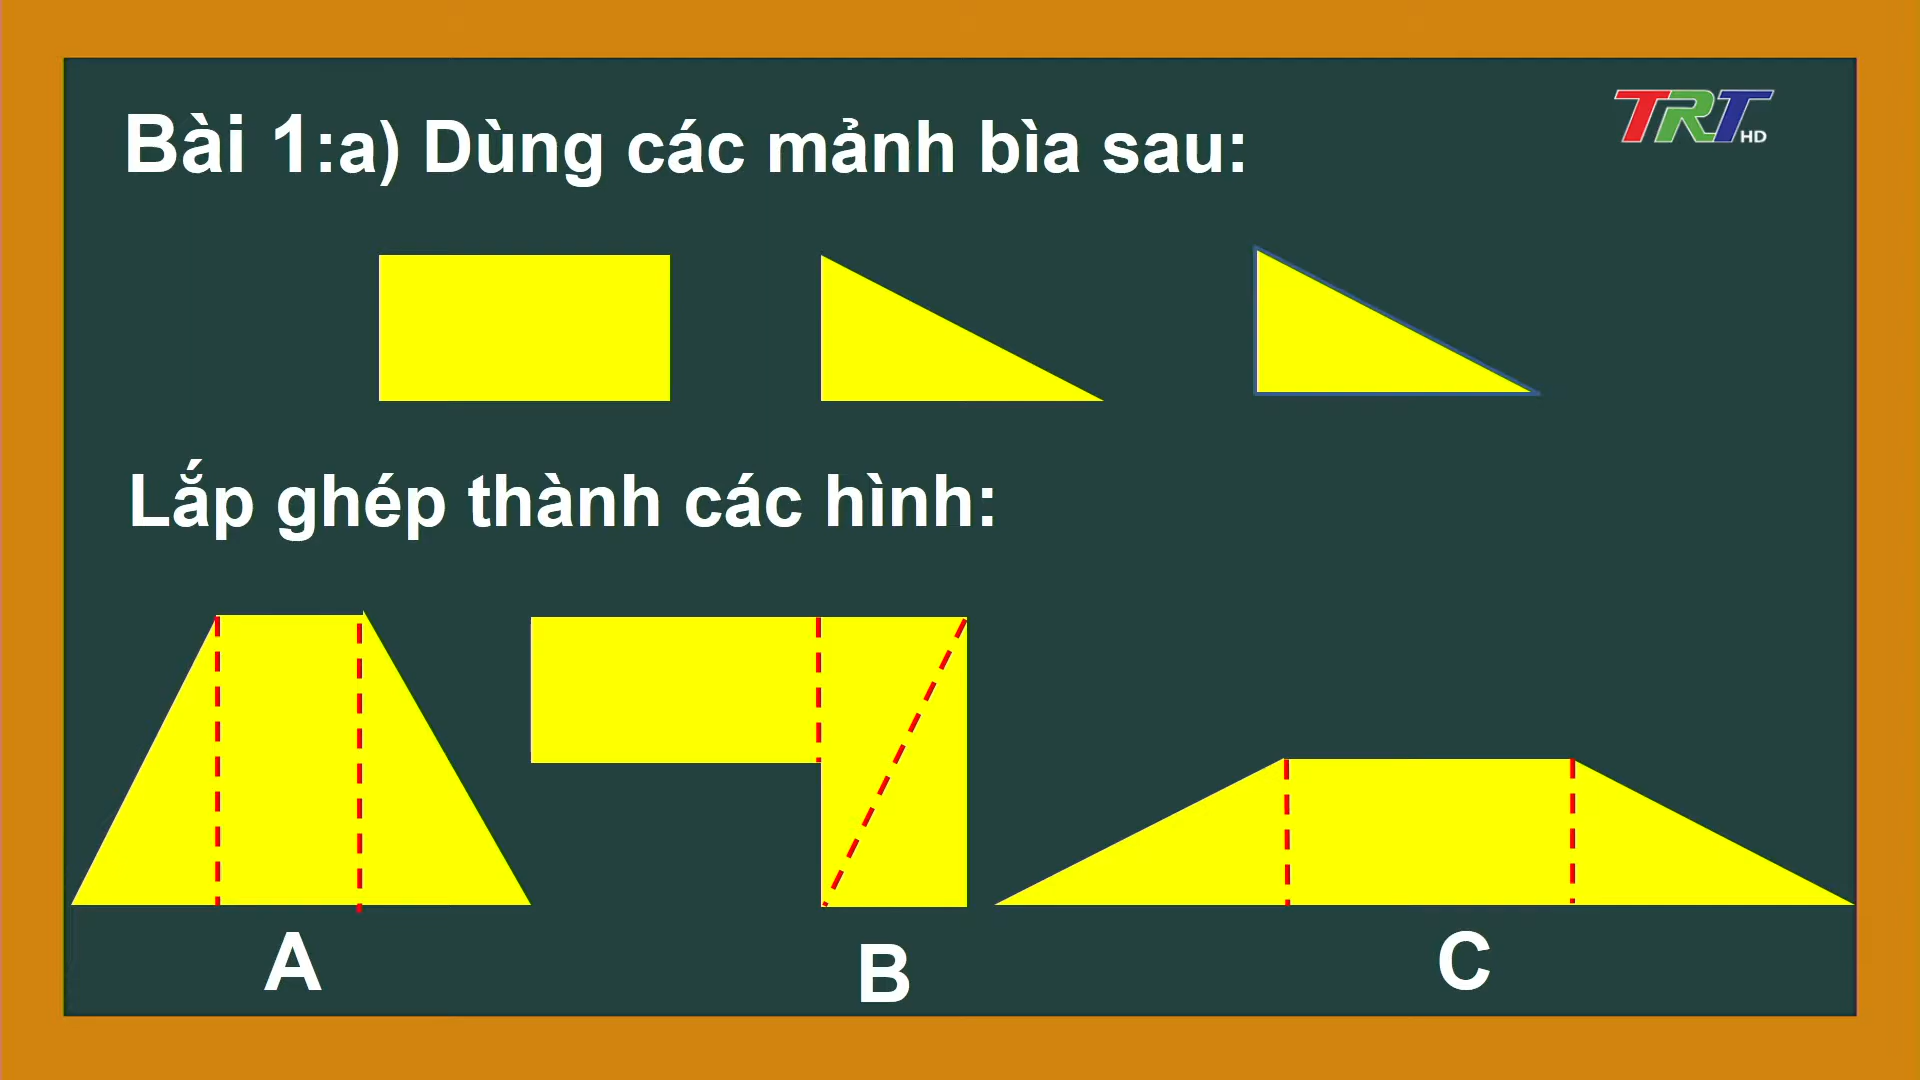 Bài 1:a) Dùng các mảnh bìa sau:
TRT HD
Lắp ghép thành các hình:
A
B
C